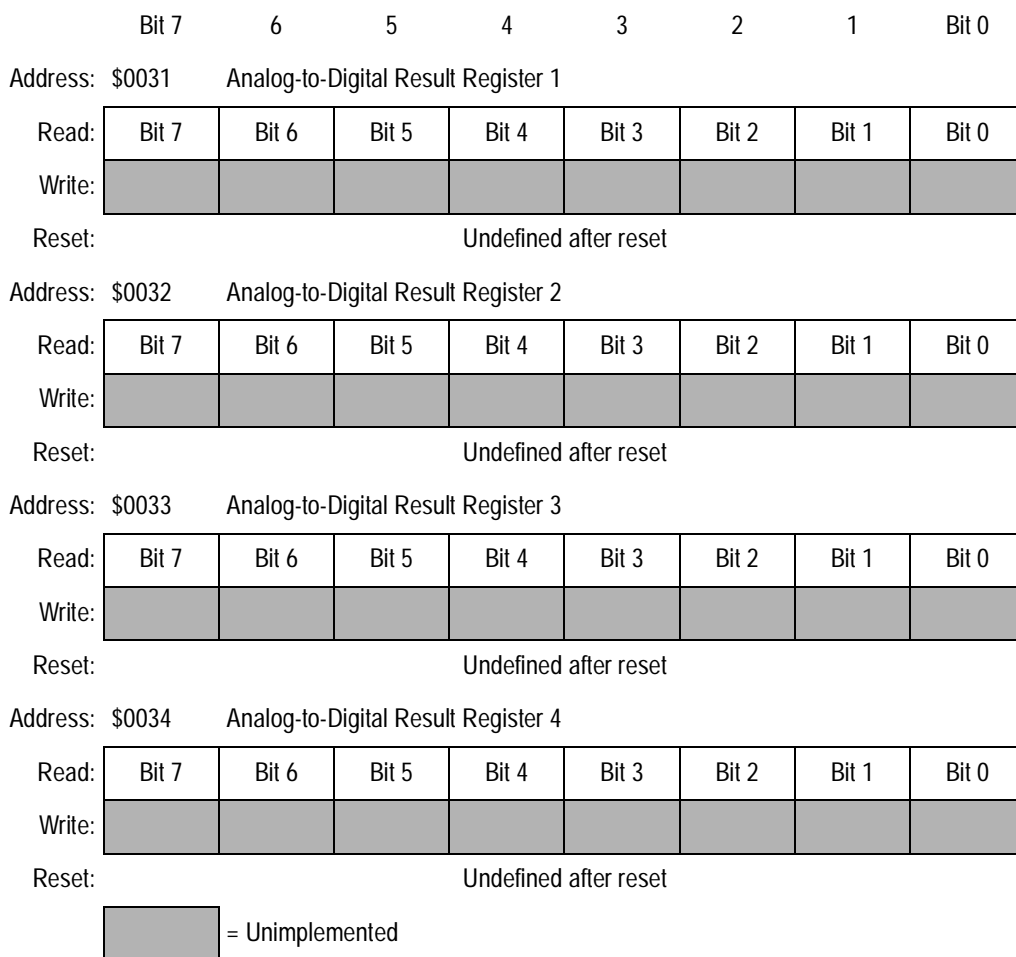 Bit 7 6 5 4 3 2 1 Bit 0
Address: $0031 Analog-to-Digital Result Register 1
Read: Bit 7 Bit 6 Bit 5 Bit 4 Bit 3 Bit 2 Bit 1 Bit 0
Write:
Reset: Undefined after reset
Address: $0032 Analog-to-Digital Result Register 2
Read: Bit 7 Bit 6 Bit 5 Bit 4 Bit 3 Bit 2 Bit 1 Bit 0
Write:
Reset: Undefined after reset
Address: $0033 Analog-to-Digital Result Register 3
Read: Bit 7 Bit 6 Bit 5 Bit 4 Bit 3 Bit 2 Bit 1 Bit 0
Write:
Reset: Undefined after reset
Address: $0034 Analog-to-Digital Result Register 4
Read: Bit 7 Bit 6 Bit 5 Bit 4 Bit 3 Bit 2 Bit 1 Bit 0
Write:
Reset: Undefined after reset
= Unimplemented